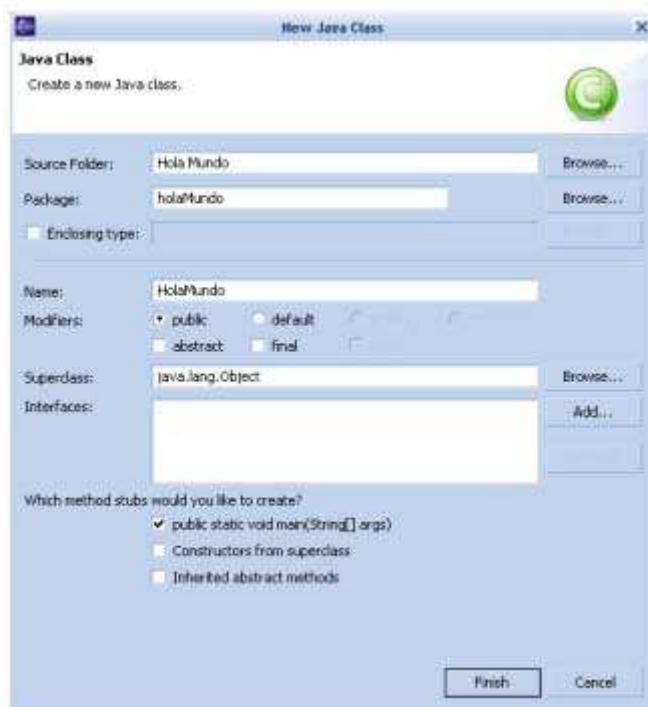 New Java Class
Java Class
Create a new Java class.
Source Folder: Hola Mundo Browse...
Package: holaMundo Browse...
Enclosing type:
Name: HolaMundo
Modifiers: public default
abstract final
Superclass: java.lang.Object Browse...
Interfaces: Add...
Which method stubs would you like to create?
public static void main(String[] args)
Constructors from superclass
Inherited abstract methods
Finish Cancel